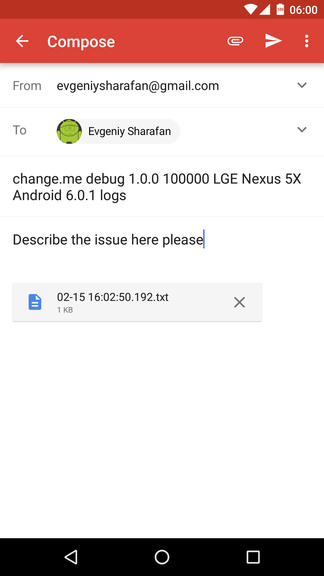 06:00
Compose
From evgeniysharafan@gmail.com
To Evgeniy Sharafan
change.me debug 1.0.0 100000 LGE Nexus 5X
Android 6.0.1 logs
Describe the issue here please
02-15 16:02:50.192.txt
1 KB